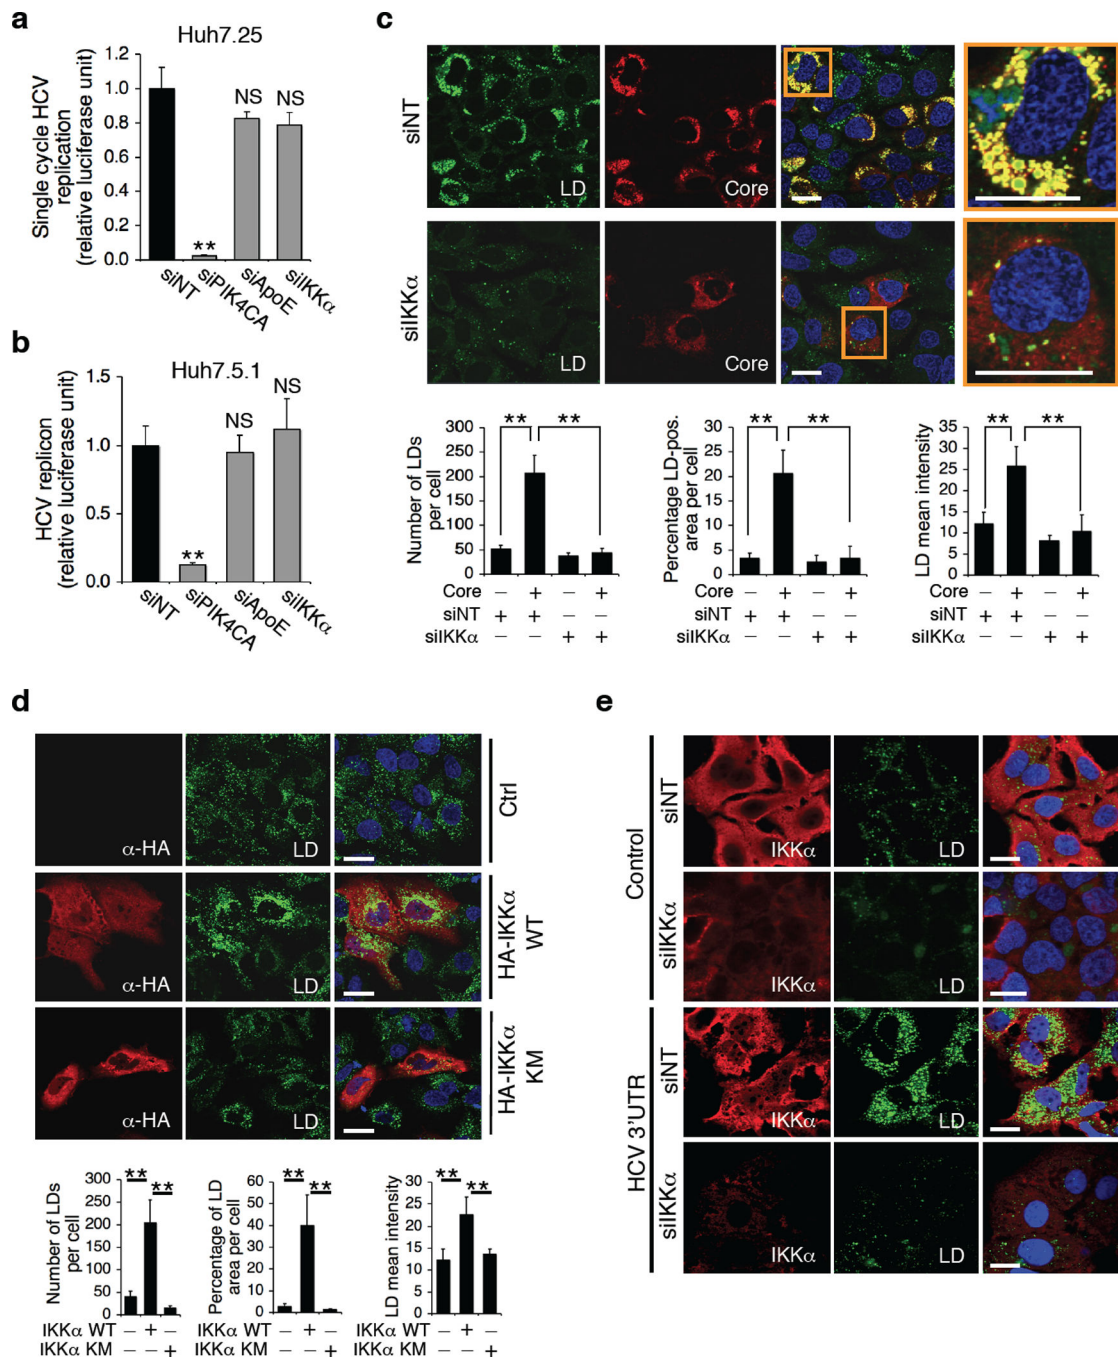 a
Huh7.25
Single cycle HCV
replication
(relative luciferase unit)
1.2
1.0
0.8
0.6
0.4
0.2
0.0
**
NS
NS
siNT
siPIK4CA
siApoE
siIKKα
b
Huh7.5.1
HCV replicon
(relative luciferase unit)
1.5
1.0
0.5
0.0
**
NS
NS
siNT
siPIK4CA
siApoE
siIKKα
c
siNT
LD
Core
siIKKα
LD
Core
Number of LDs
per cell
300
250
200
150
100
50
0
** **
Core – + – +
siNT + + – –
siIKKα – – + +
Percentage LD-pos.
area per cell
30
25
20
15
10
5
0
** **
Core – + – +
siNT + + – –
siIKKα – – + +
LD mean intensity
35
30
25
20
15
10
5
0
** **
Core – + – +
siNT + + – –
siIKKα – – + +
d
α-HA
LD
Ctrl
α-HA
LD
HA-IKKα
WT
α-HA
LD
HA-IKKα
KM
Number of LDs
per cell
300
250
200
150
100
50
0
** **
IKKα WT – + –
IKKα KM – – +
Percentage of LD
area per cell
60
50
40
30
20
10
0
** **
IKKα WT – + –
IKKα KM – – +
LD mean intensity
30
25
20
15
10
5
0
** **
IKKα WT – + –
IKKα KM – – +
e
Control
siNT
IKKα
LD
siIKKα
IKKα
LD
HCV 3'UTR
siNT
IKKα
LD
siIKKα
IKKα
LD